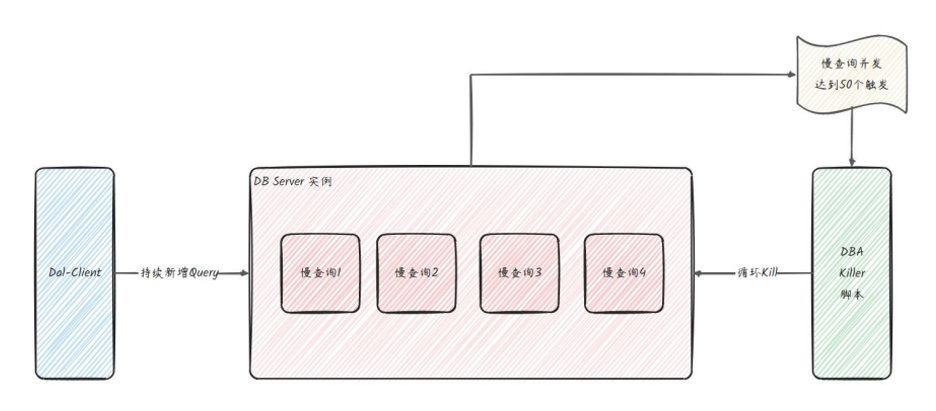 慢查询并发
达到50个触发
DB Server 实例
Dal-Client
持续新增Query
慢查询1
慢查询2
慢查询3
慢查询4
循环Kill
DBA
Killer
脚本